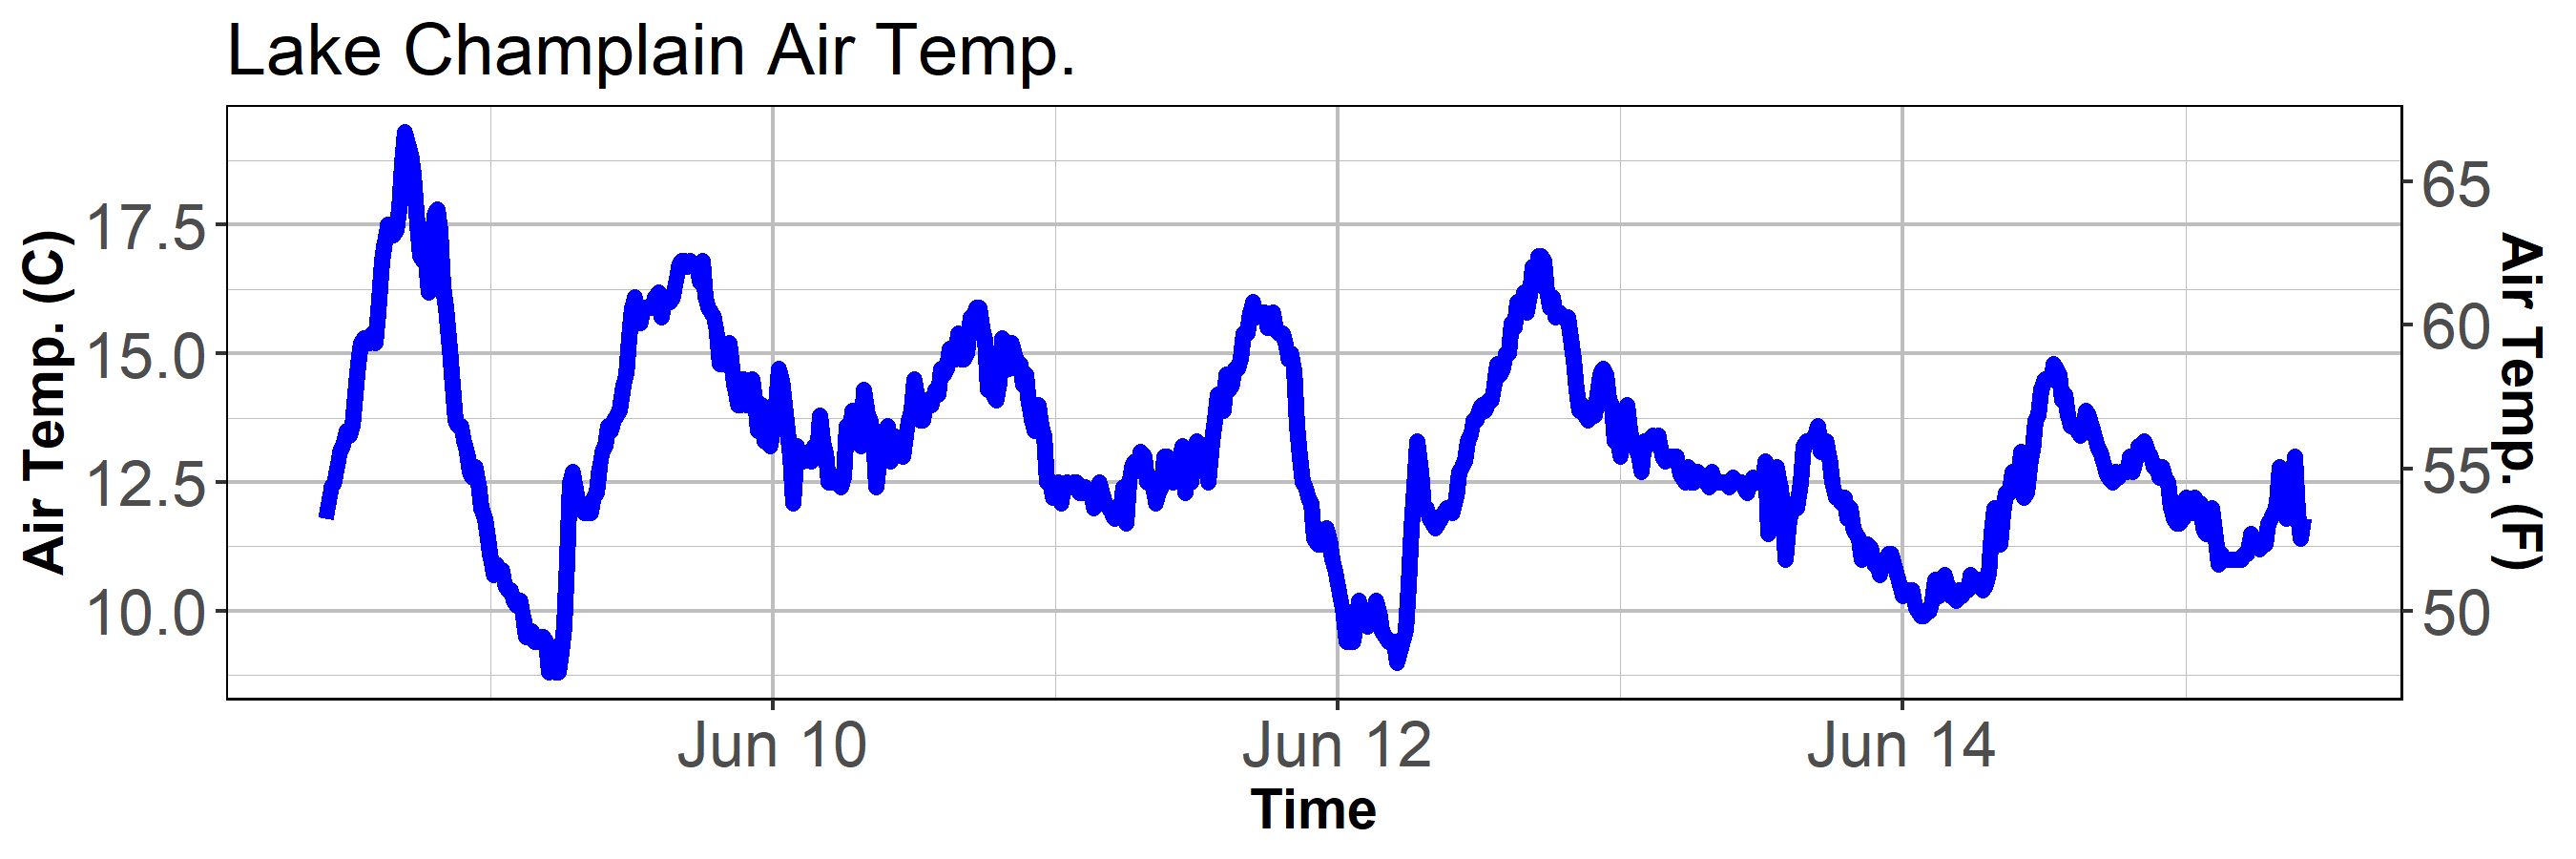 Lake Champlain Air Temp.
Air Temp. (C)
17.5
15.0
12.5
10.0
65
60
55
50
Air Temp. (F)
Jun 10
Jun 12
Jun 14
Time